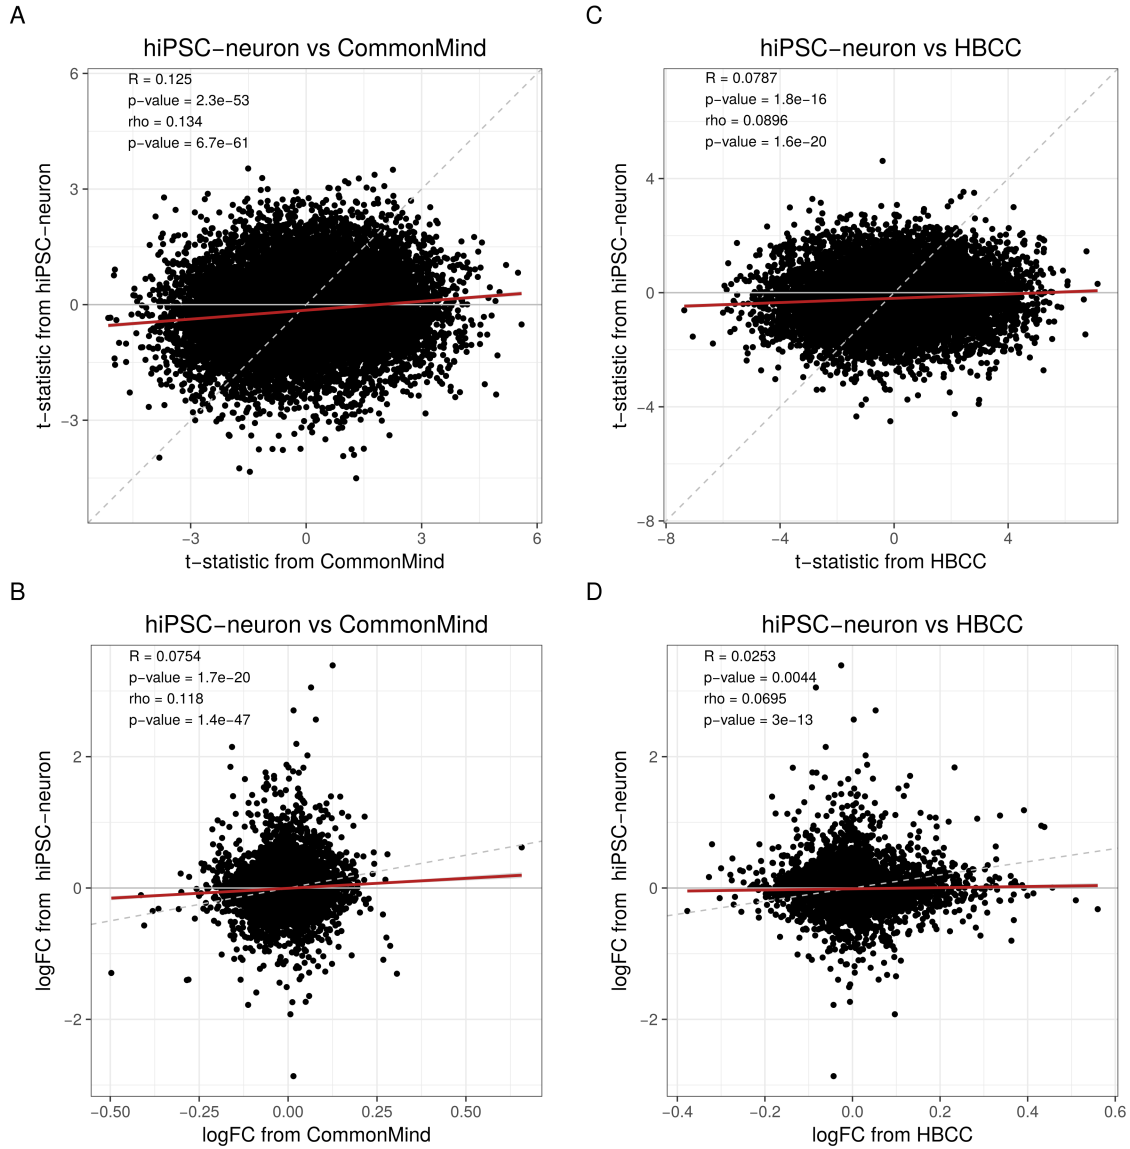 A
hiPSC−neuron vs CommonMind
R = 0.125
p−value = 2.3e−53
rho = 0.134
p−value = 6.7e−61
t−statistic from hiPSC−neuron
6
3
0
−3
−3
0
3
6
t−statistic from CommonMind
C
hiPSC−neuron vs HBCC
R = 0.0787
p−value = 1.8e−16
rho = 0.0896
p−value = 1.6e−20
t−statistic from hiPSC−neuron
4
0
−4
−8
−8
−4
0
4
t−statistic from HBCC
B
hiPSC−neuron vs CommonMind
R = 0.0754
p−value = 1.7e−20
rho = 0.118
p−value = 1.4e−47
logFC from hiPSC−neuron
2
0
−2
−0.50
−0.25
0.00
0.25
0.50
logFC from CommonMind
D
hiPSC−neuron vs HBCC
R = 0.0253
p−value = 0.0044
rho = 0.0695
p−value = 3e−13
logFC from hiPSC−neuron
2
0
−2
−0.4
−0.2
0.0
0.2
0.4
0.6
logFC from HBCC